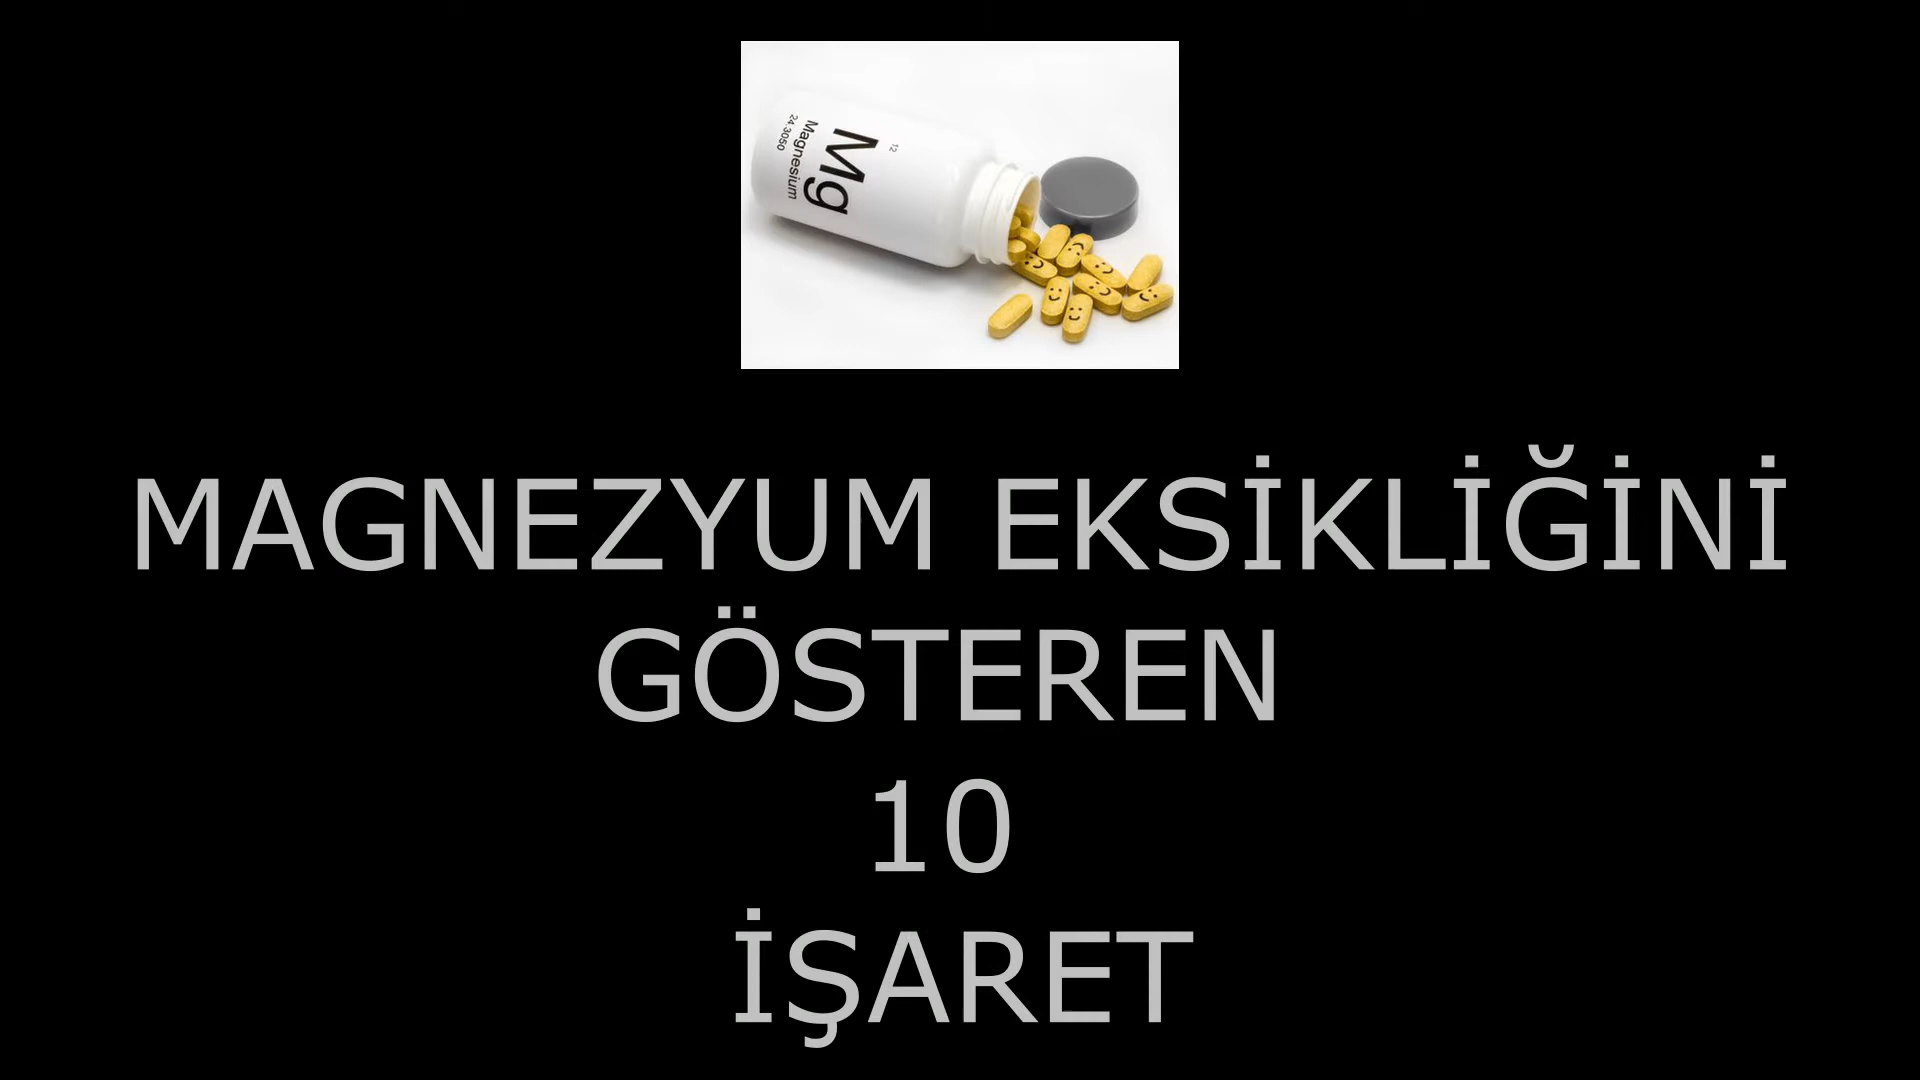 12
Mg
Magnesium
24.3050
MAGNEZYUM EKSİKLİĞİNİ
GÖSTEREN
10
İŞARET